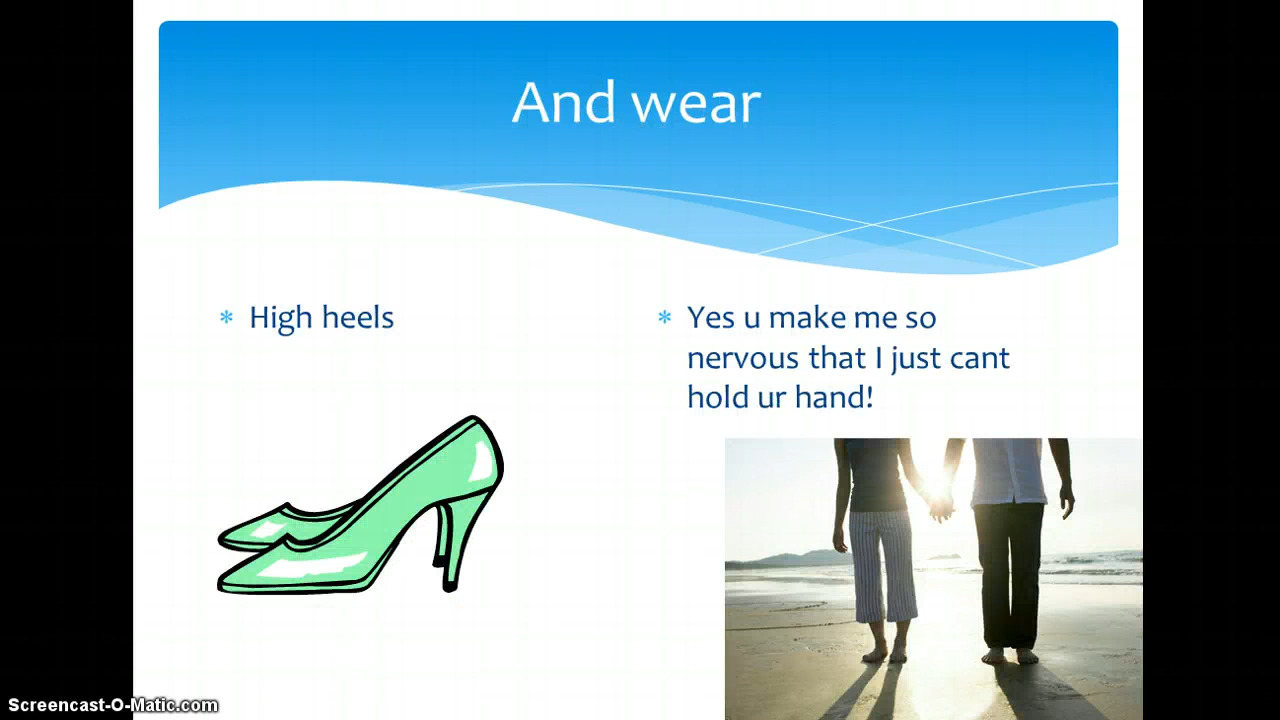 And wear
High heels
Yes u make me so
nervous that I just cant
hold ur hand!
Screencast-O-Matic.com